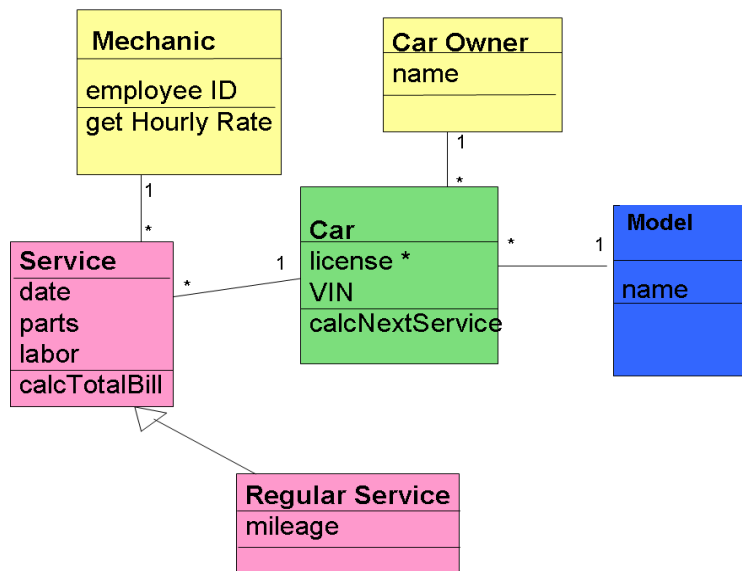 Mechanic
employee ID
get Hourly Rate
Car Owner
name
1
*
1
*
Service
date
parts
labor
calcTotalBill
*
1
Car
license *
VIN
calcNextService
*
1
Model
name
Regular Service
mileage